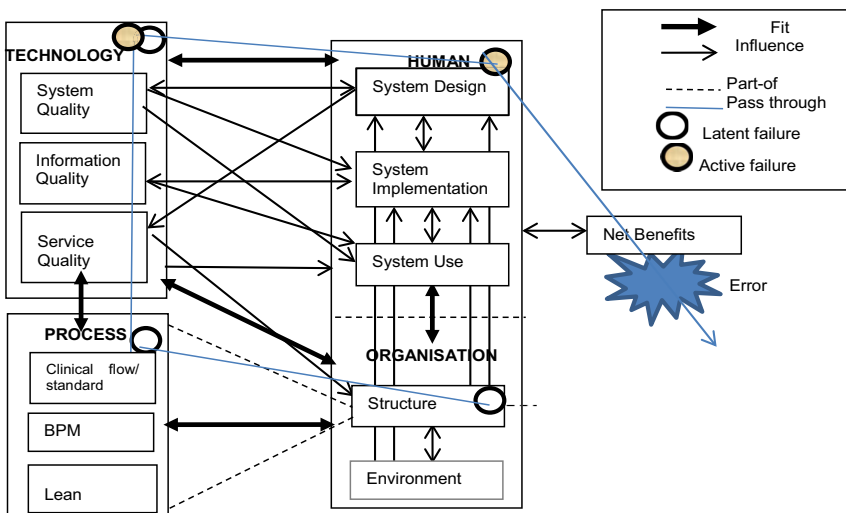 TECHNOLOGY
System
Quality
Information
Quality
Service
Quality
PROCESS
Clinical flow/
standard
BPM
Lean
HUMAN
System Design
System
Implementation
System Use
ORGANISATION
Structure
Environment
Net Benefits
Error
Fit
Influence
Part-of
Pass through
Latent failure
Active failure